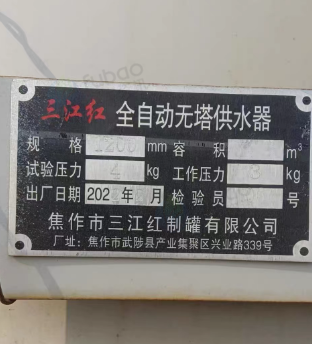 三江红 全自动无塔供水器
规格 1200 mm 容积 m³
试验压力 4 kg 工作压力 3 kg
出厂日期 202 年 月 检验员 号
焦作市三江红制罐有限公司
厂址:焦作市武陟县产业集聚区兴业路339号